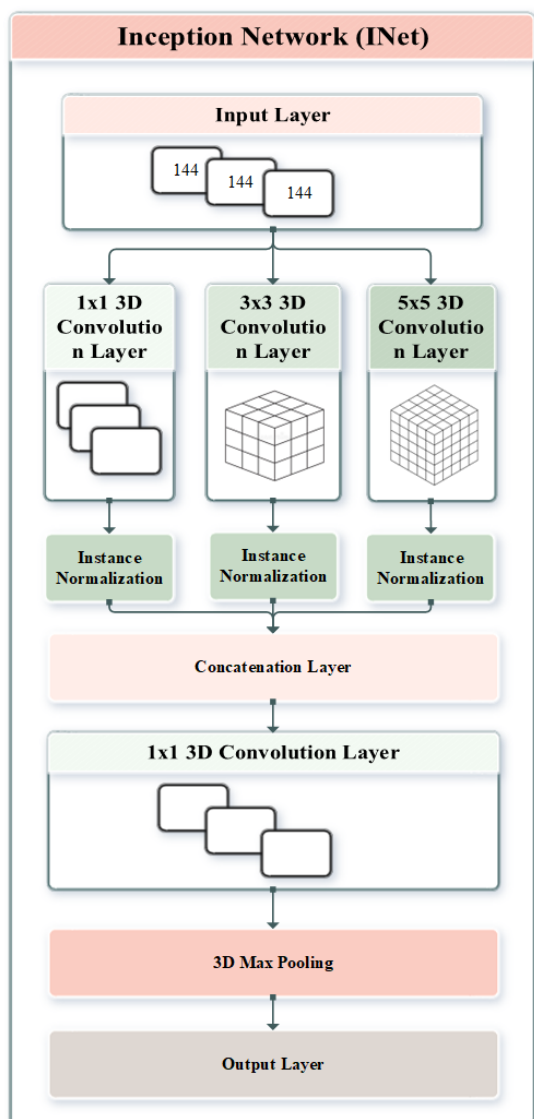 Inception Network (INet)
Input Layer
144
144
144
1x1 3D
Convolutio
n Layer
3x3 3D
Convolutio
n Layer
5x5 3D
Convolutio
n Layer
Instance
Normalization
Instance
Normalization
Instance
Normalization
Concatenation Layer
1x1 3D Convolution Layer
3D Max Pooling
Output Layer